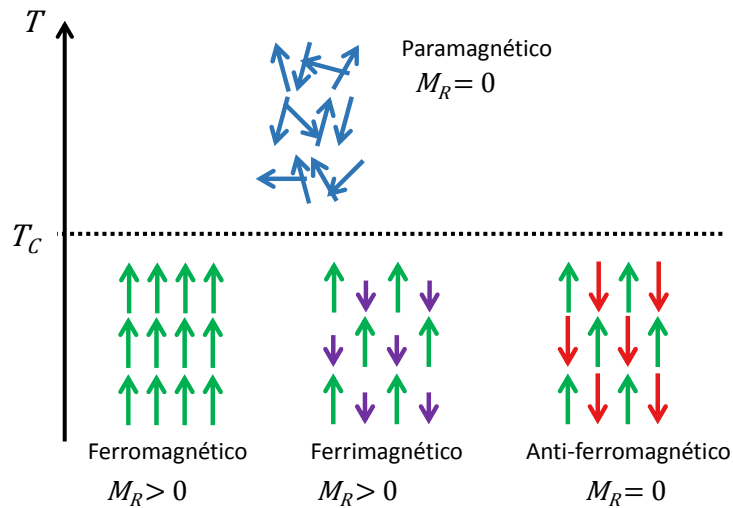 T
Paramagnético
M_R = 0
T_C
Ferromagnético
M_R > 0
Ferrimagnético
M_R > 0
Anti-ferromagnético
M_R = 0